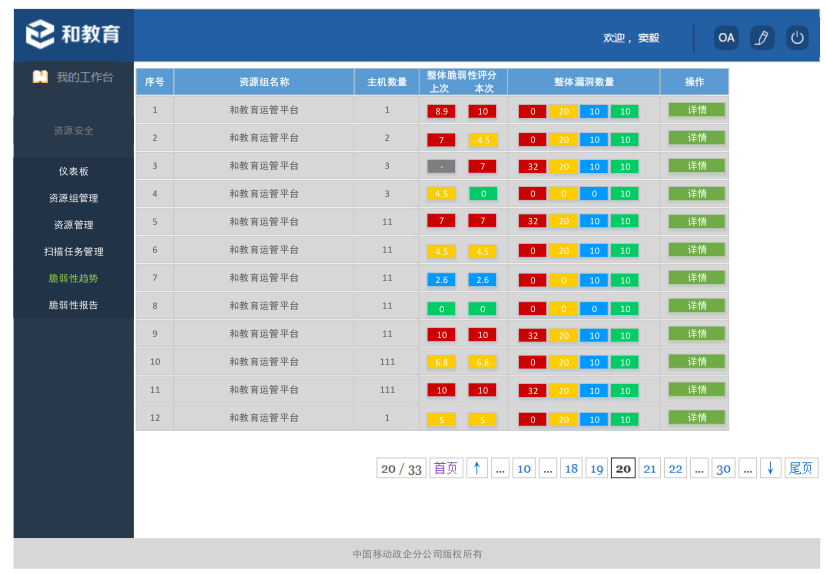 和教育
欢迎，窦毅 OA
我的工作台
资源安全
仪表板
资源组管理
资源管理
扫描任务管理
脆弱性趋势
脆弱性报告
序号 资源组名称 主机数量 整体脆弱性评分 上次 本次 整体漏洞数量 操作
1 和教育运管平台 1 8.9 10 0 20 10 10 详情
2 和教育运管平台 2 7 4.5 0 20 10 10 详情
3 和教育运管平台 3 - 7 32 20 10 10 详情
4 和教育运管平台 3 4.5 0 0 0 0 10 详情
5 和教育运管平台 11 7 7 32 20 10 10 详情
6 和教育运管平台 11 4.5 4.5 0 20 10 10 详情
7 和教育运管平台 11 2.6 2.6 0 0 10 10 详情
8 和教育运管平台 11 0 0 0 0 0 10 详情
9 和教育运管平台 11 10 10 32 20 10 10 详情
10 和教育运管平台 111 6.8 6.8 0 20 10 10 详情
11 和教育运管平台 111 10 10 32 20 10 10 详情
12 和教育运管平台 1 5 5 0 20 10 10 详情
20 / 33 首页 ↑ ... 10 ... 18 19 20 21 22 ... 30 ... ↓ 尾页
中国移动政企分公司版权所有